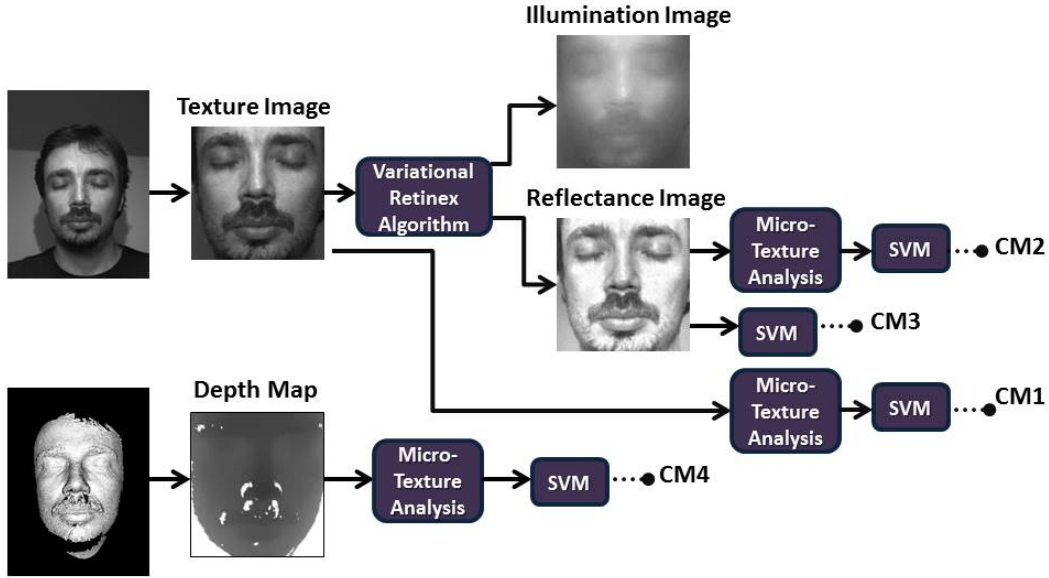 Illumination Image
Texture Image
Variational
Retinex
Algorithm
Reflectance Image
Micro-
Texture
Analysis
SVM
CM2
SVM
CM3
Micro-
Texture
Analysis
SVM
CM1
Depth Map
Micro-
Texture
Analysis
SVM
CM4